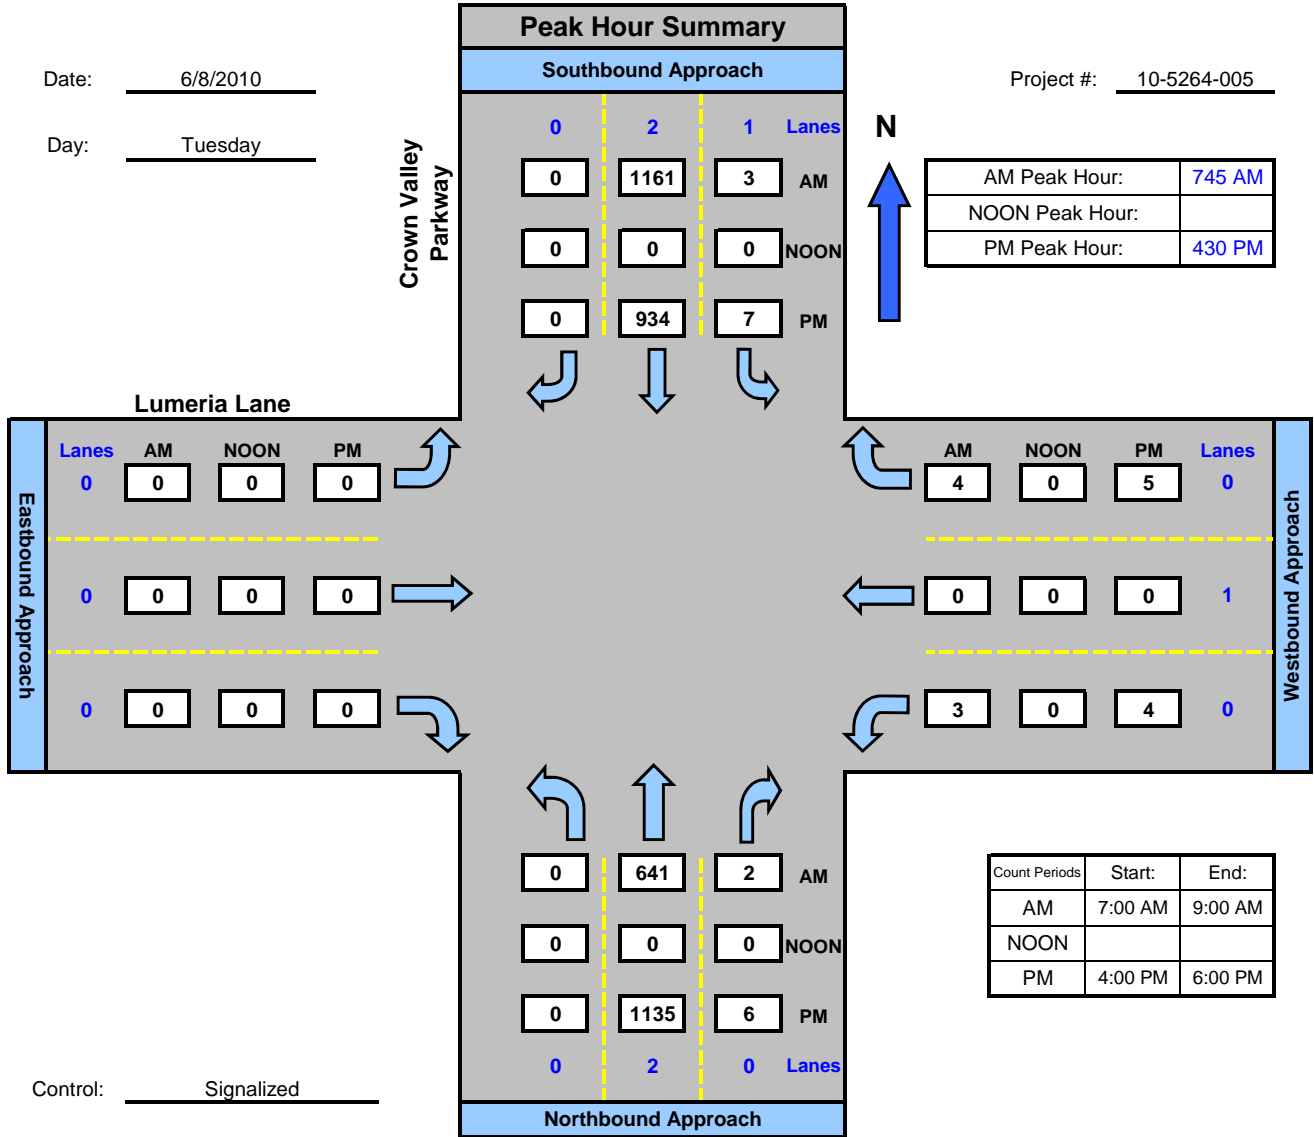 Peak Hour Summary
Southbound Approach
Date: 6/8/2010
Project #: 10-5264-005
Day: Tuesday
Crown Valley
Parkway
0 2 1 Lanes
0 1161 3 AM
0 0 0 NOON
0 934 7 PM
N
AM Peak Hour: 745 AM
NOON Peak Hour:
PM Peak Hour: 430 PM
Lumeria Lane
Eastbound Approach
Lanes AM NOON PM
0 0 0 0
0 0 0 0
0 0 0 0
AM NOON PM Lanes
4 0 5 0
0 0 0 1
3 0 4 0
Westbound Approach
0 641 2 AM
0 0 0 NOON
0 1135 6 PM
0 2 0 Lanes
Count Periods Start: End:
AM 7:00 AM 9:00 AM
NOON
PM 4:00 PM 6:00 PM
Control: Signalized
Northbound Approach